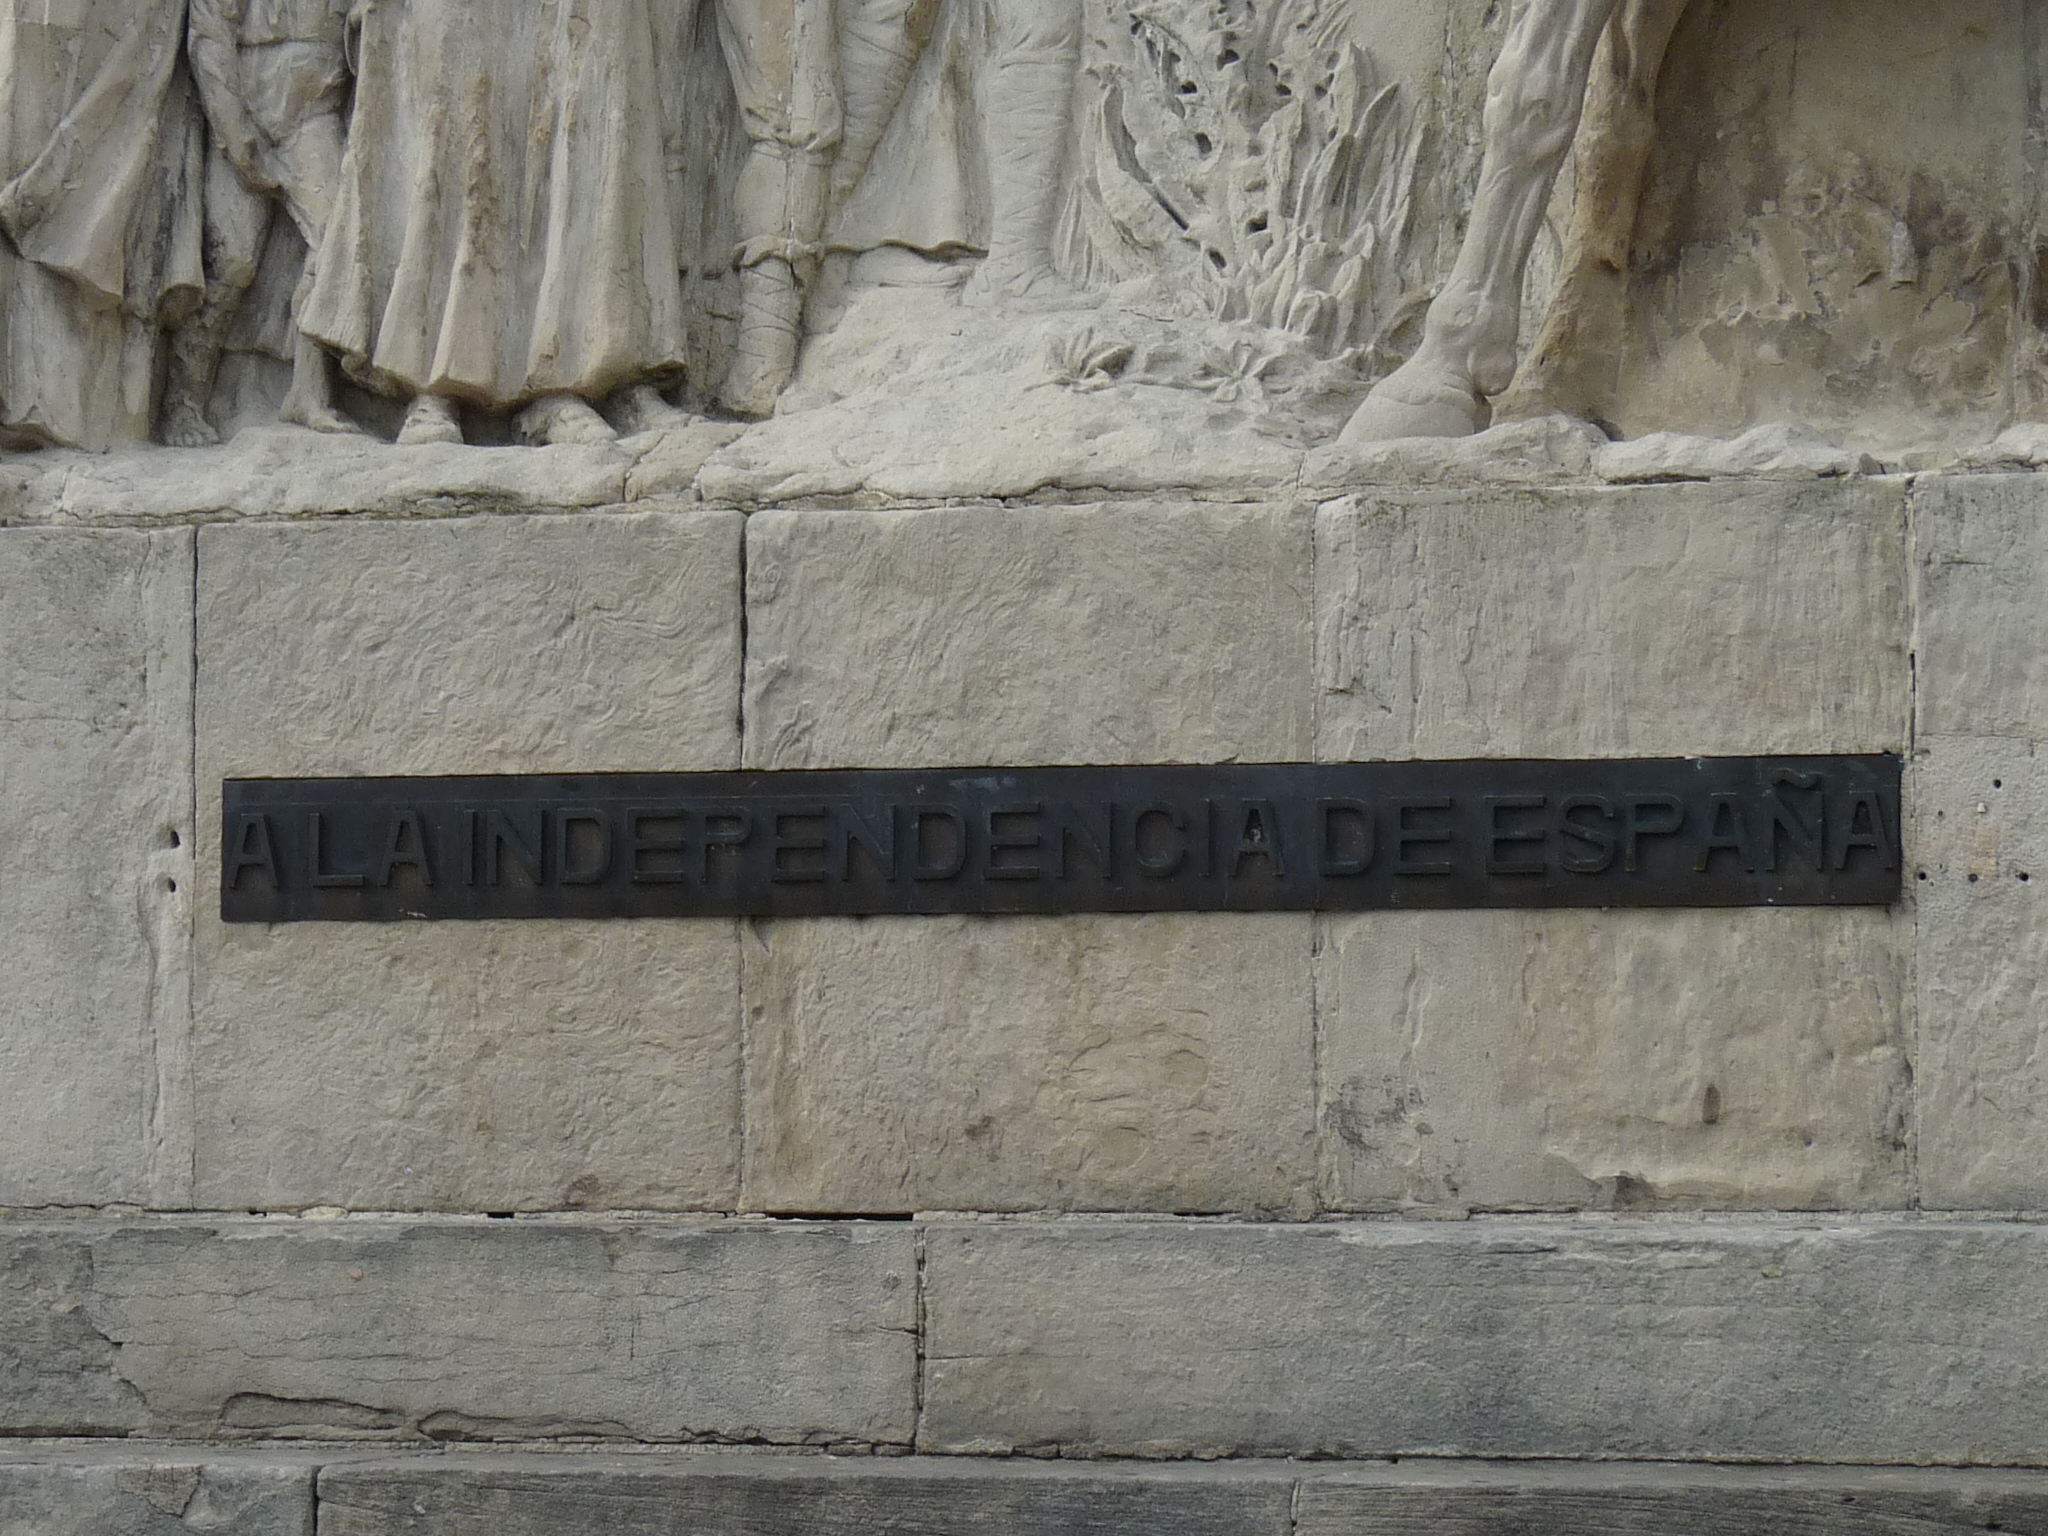 A LA INDEPENDENCIA DE ESPAÑA